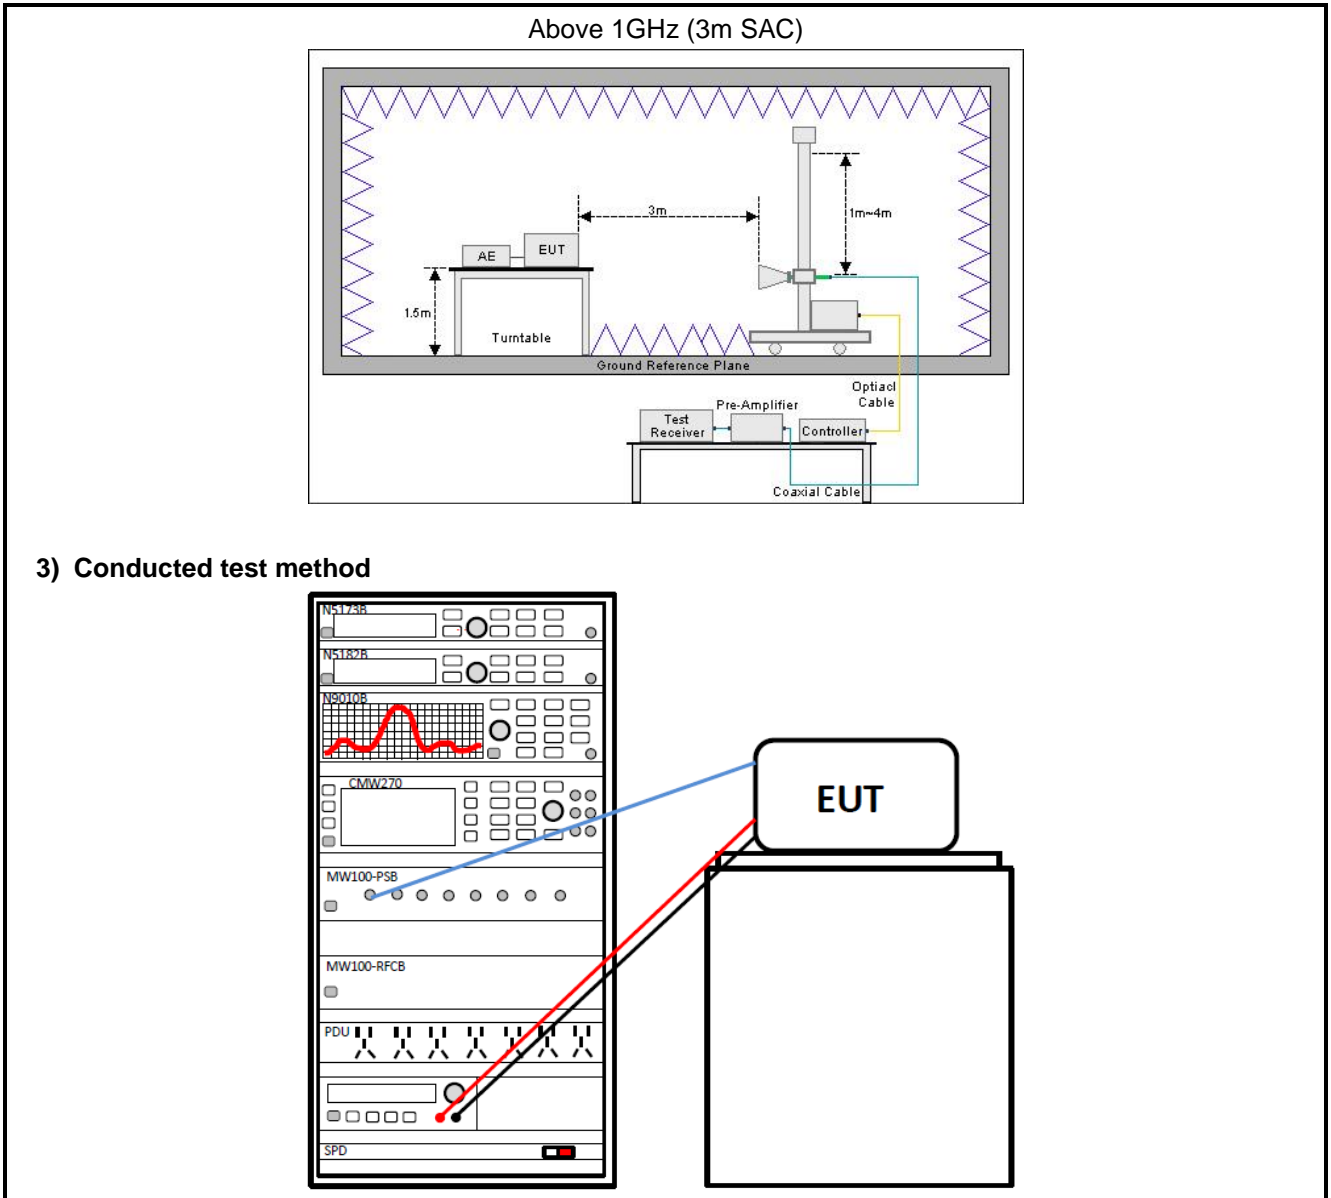 Above 1GHz (3m SAC)
3m
1m~4m
AE
EUT
1.5m
Turntable
Ground Reference Plane
Optiacl
Cable
Pre-Amplifier
Test
Receiver
Controller
Coaxial Cable
3) Conducted test method
N5173B
N5182B
N9010B
CMW270
EUT
MW100-PSB
MW100-RFCB
PDU
SPD